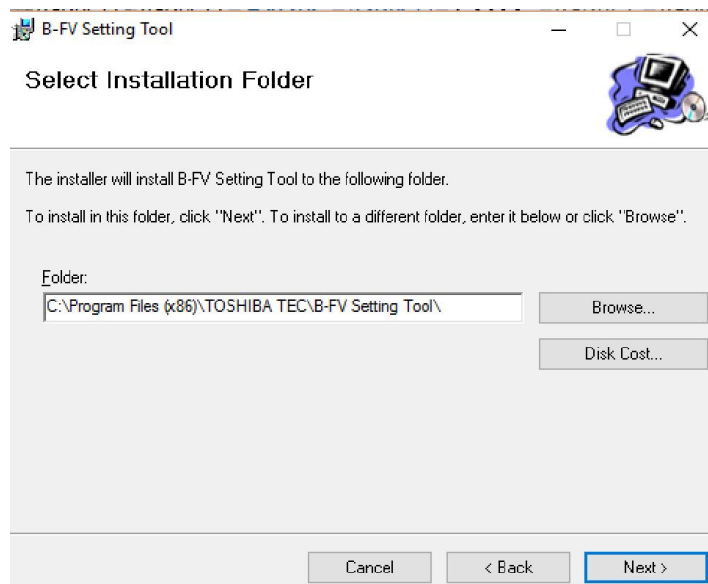 B-FV Setting Tool
Select Installation Folder
The installer will install B-FV Setting Tool to the following folder.
To install in this folder, click "Next". To install to a different folder, enter it below or click "Browse".
Folder:
C:\Program Files (x86)\TOSHIBA TEC\B-FV Setting Tool\
Browse...
Disk Cost...
Cancel
< Back
Next >